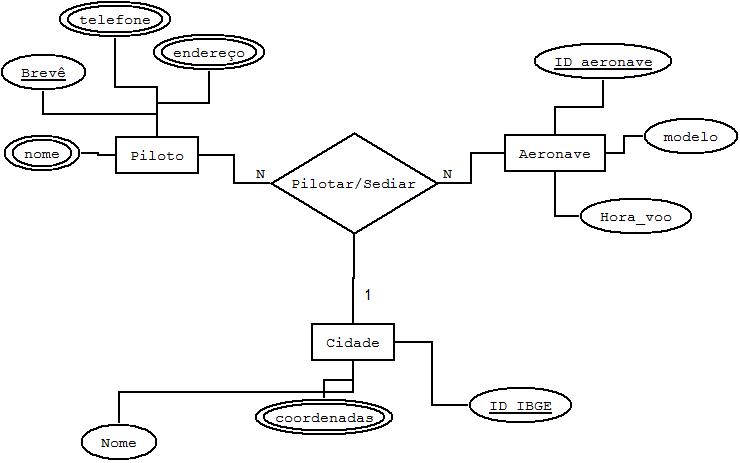 telefone
endereço
Brevê
ID aeronave
modelo
nome
Piloto
Aeronave
N
N
Pilotar/Sediar
Hora_voo
1
Cidade
ID IBGE
coordenadas
Nome